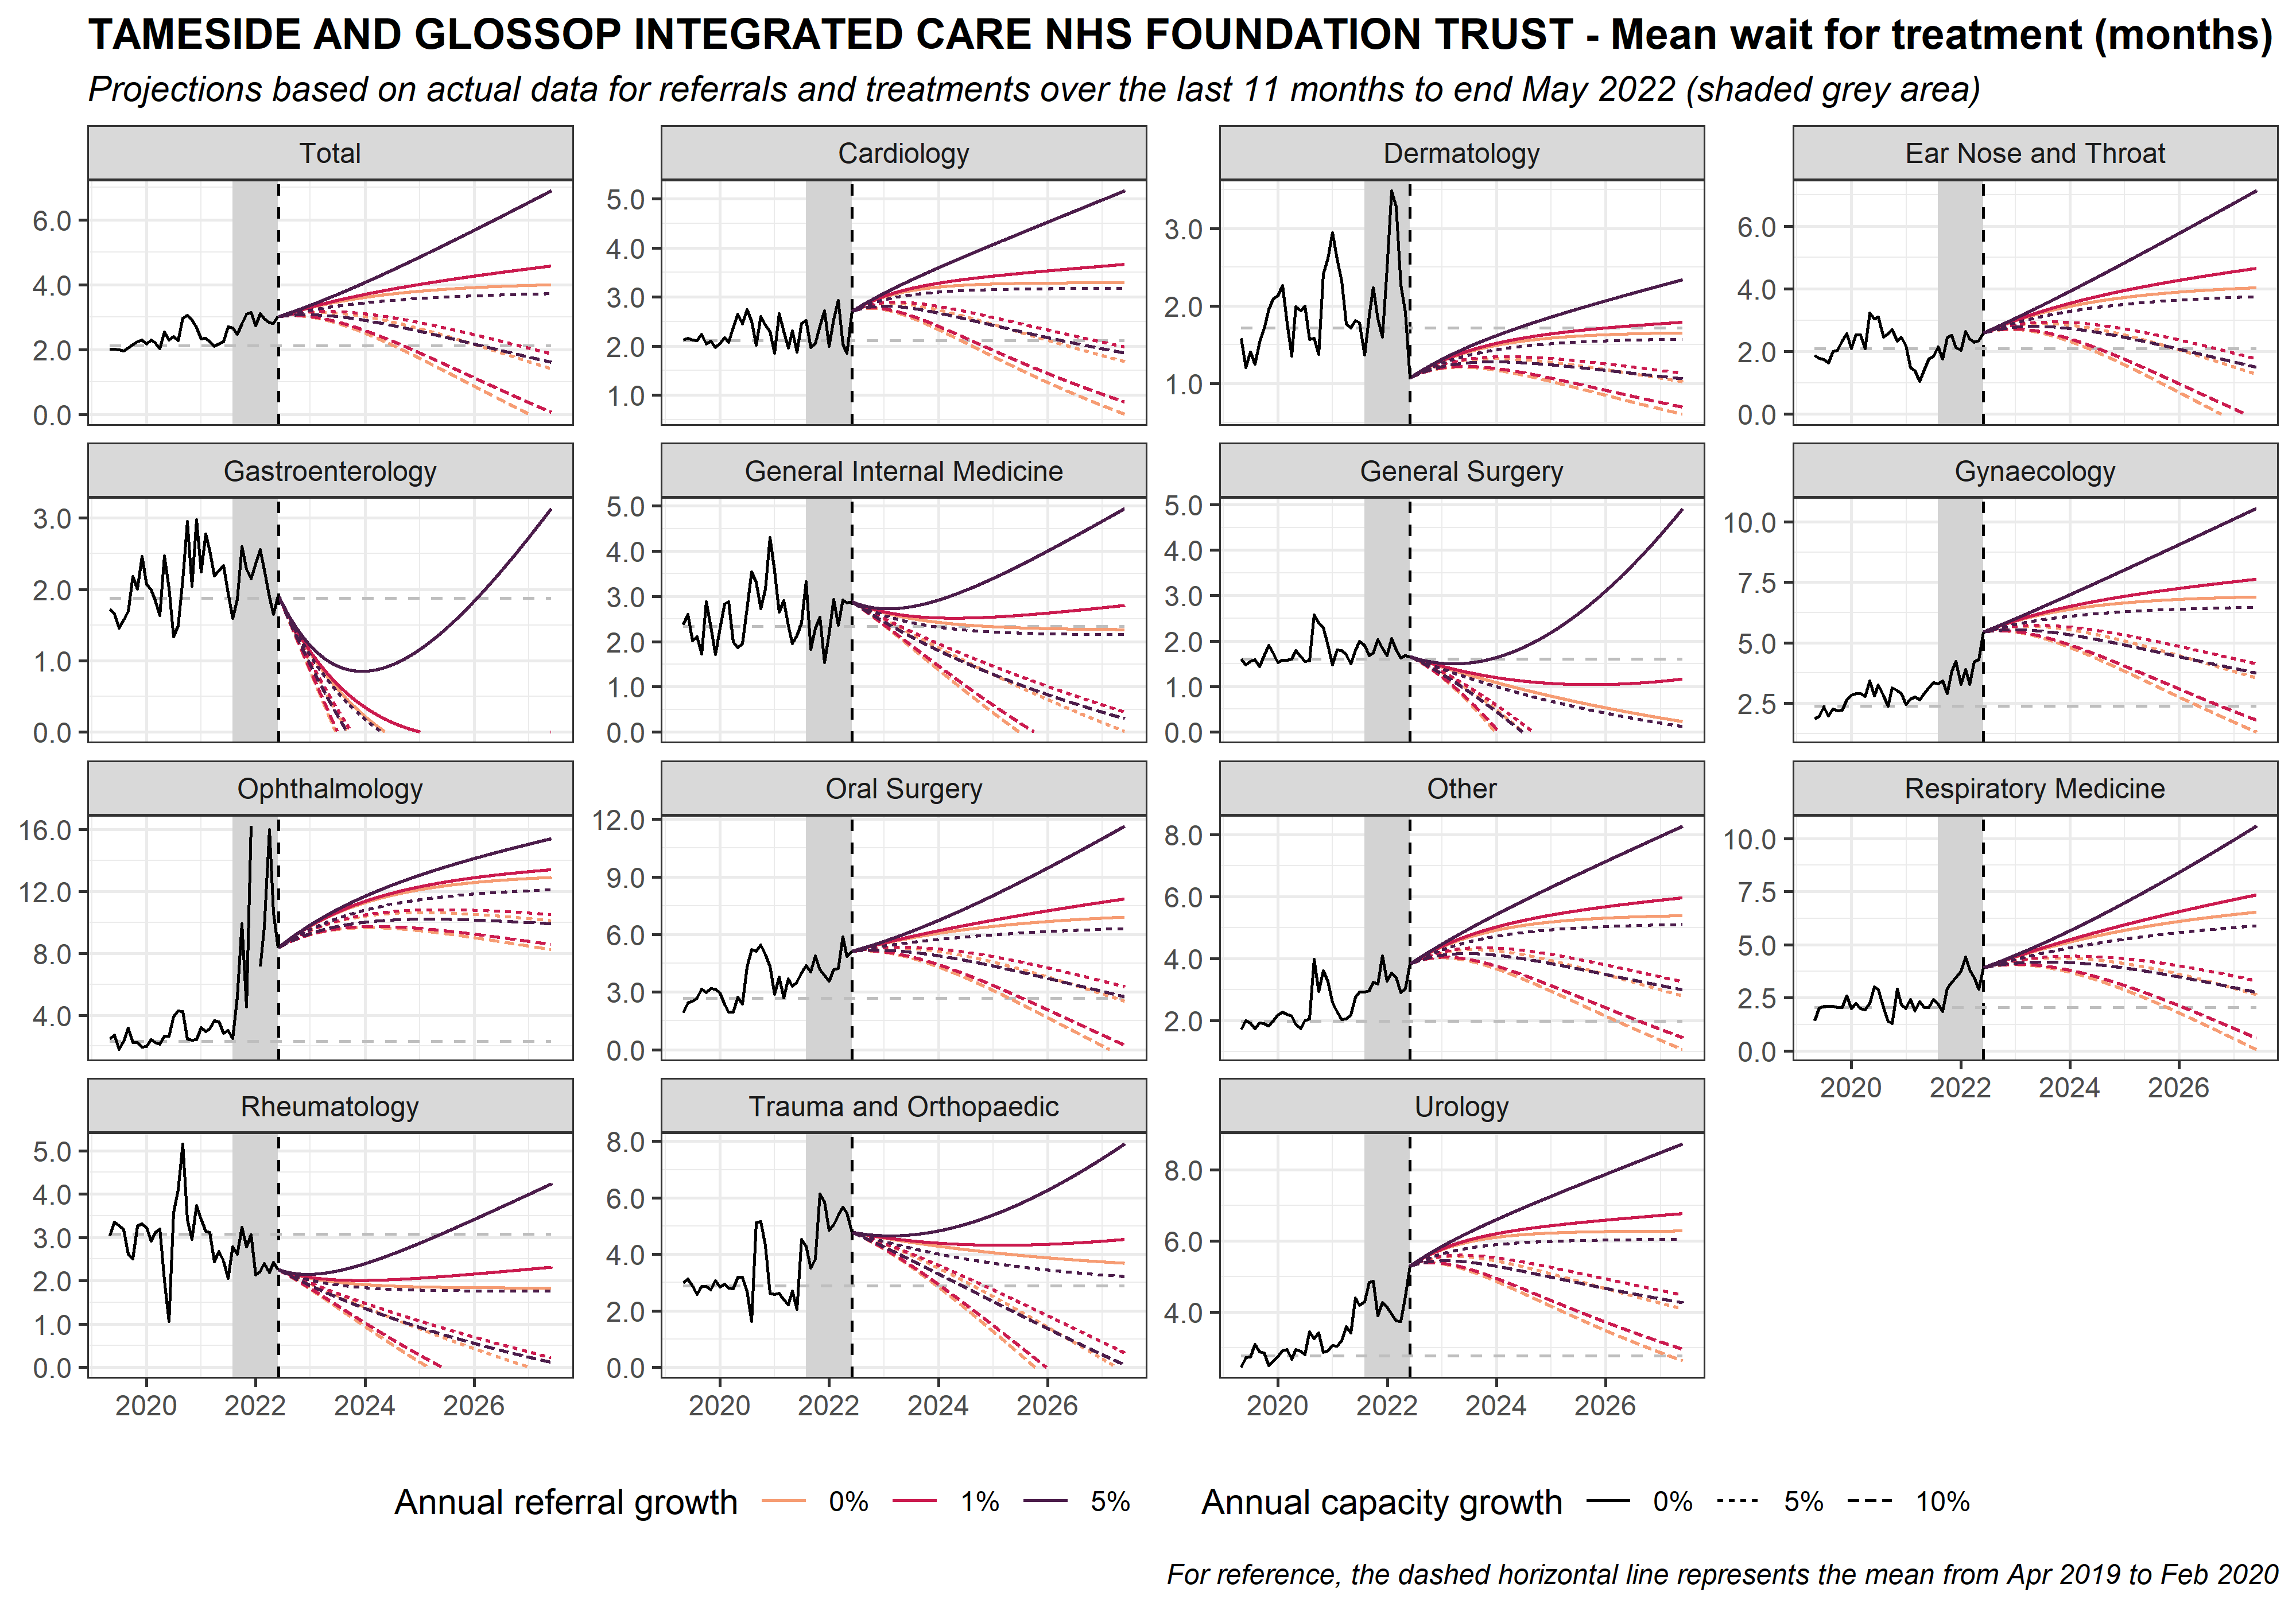 TAMESIDE AND GLOSSOP INTEGRATED CARE NHS FOUNDATION TRUST - Mean wait for treatment (months)
Projections based on actual data for referrals and treatments over the last 11 months to end May 2022 (shaded grey area)
Total
6.0
4.0
2.0
0.0
Cardiology
5.0
4.0
3.0
2.0
1.0
Dermatology
3.0
2.0
1.0
Ear Nose and Throat
6.0
4.0
2.0
0.0
Gastroenterology
3.0
2.0
1.0
0.0
General Internal Medicine
5.0
4.0
3.0
2.0
1.0
0.0
General Surgery
5.0
4.0
3.0
2.0
1.0
0.0
Gynaecology
10.0
7.5
5.0
2.5
Ophthalmology
16.0
12.0
8.0
4.0
Oral Surgery
12.0
9.0
6.0
3.0
0.0
Other
8.0
6.0
4.0
2.0
Respiratory Medicine
10.0
7.5
5.0
2.5
0.0
2020 2022 2024 2026
Rheumatology
5.0
4.0
3.0
2.0
1.0
0.0
2020 2022 2024 2026
Trauma and Orthopaedic
8.0
6.0
4.0
2.0
0.0
2020 2022 2024 2026
Urology
8.0
6.0
4.0
2020 2022 2024 2026
Annual referral growth 0% 1% 5% Annual capacity growth 0% 5% 10%
For reference, the dashed horizontal line represents the mean from Apr 2019 to Feb 2020